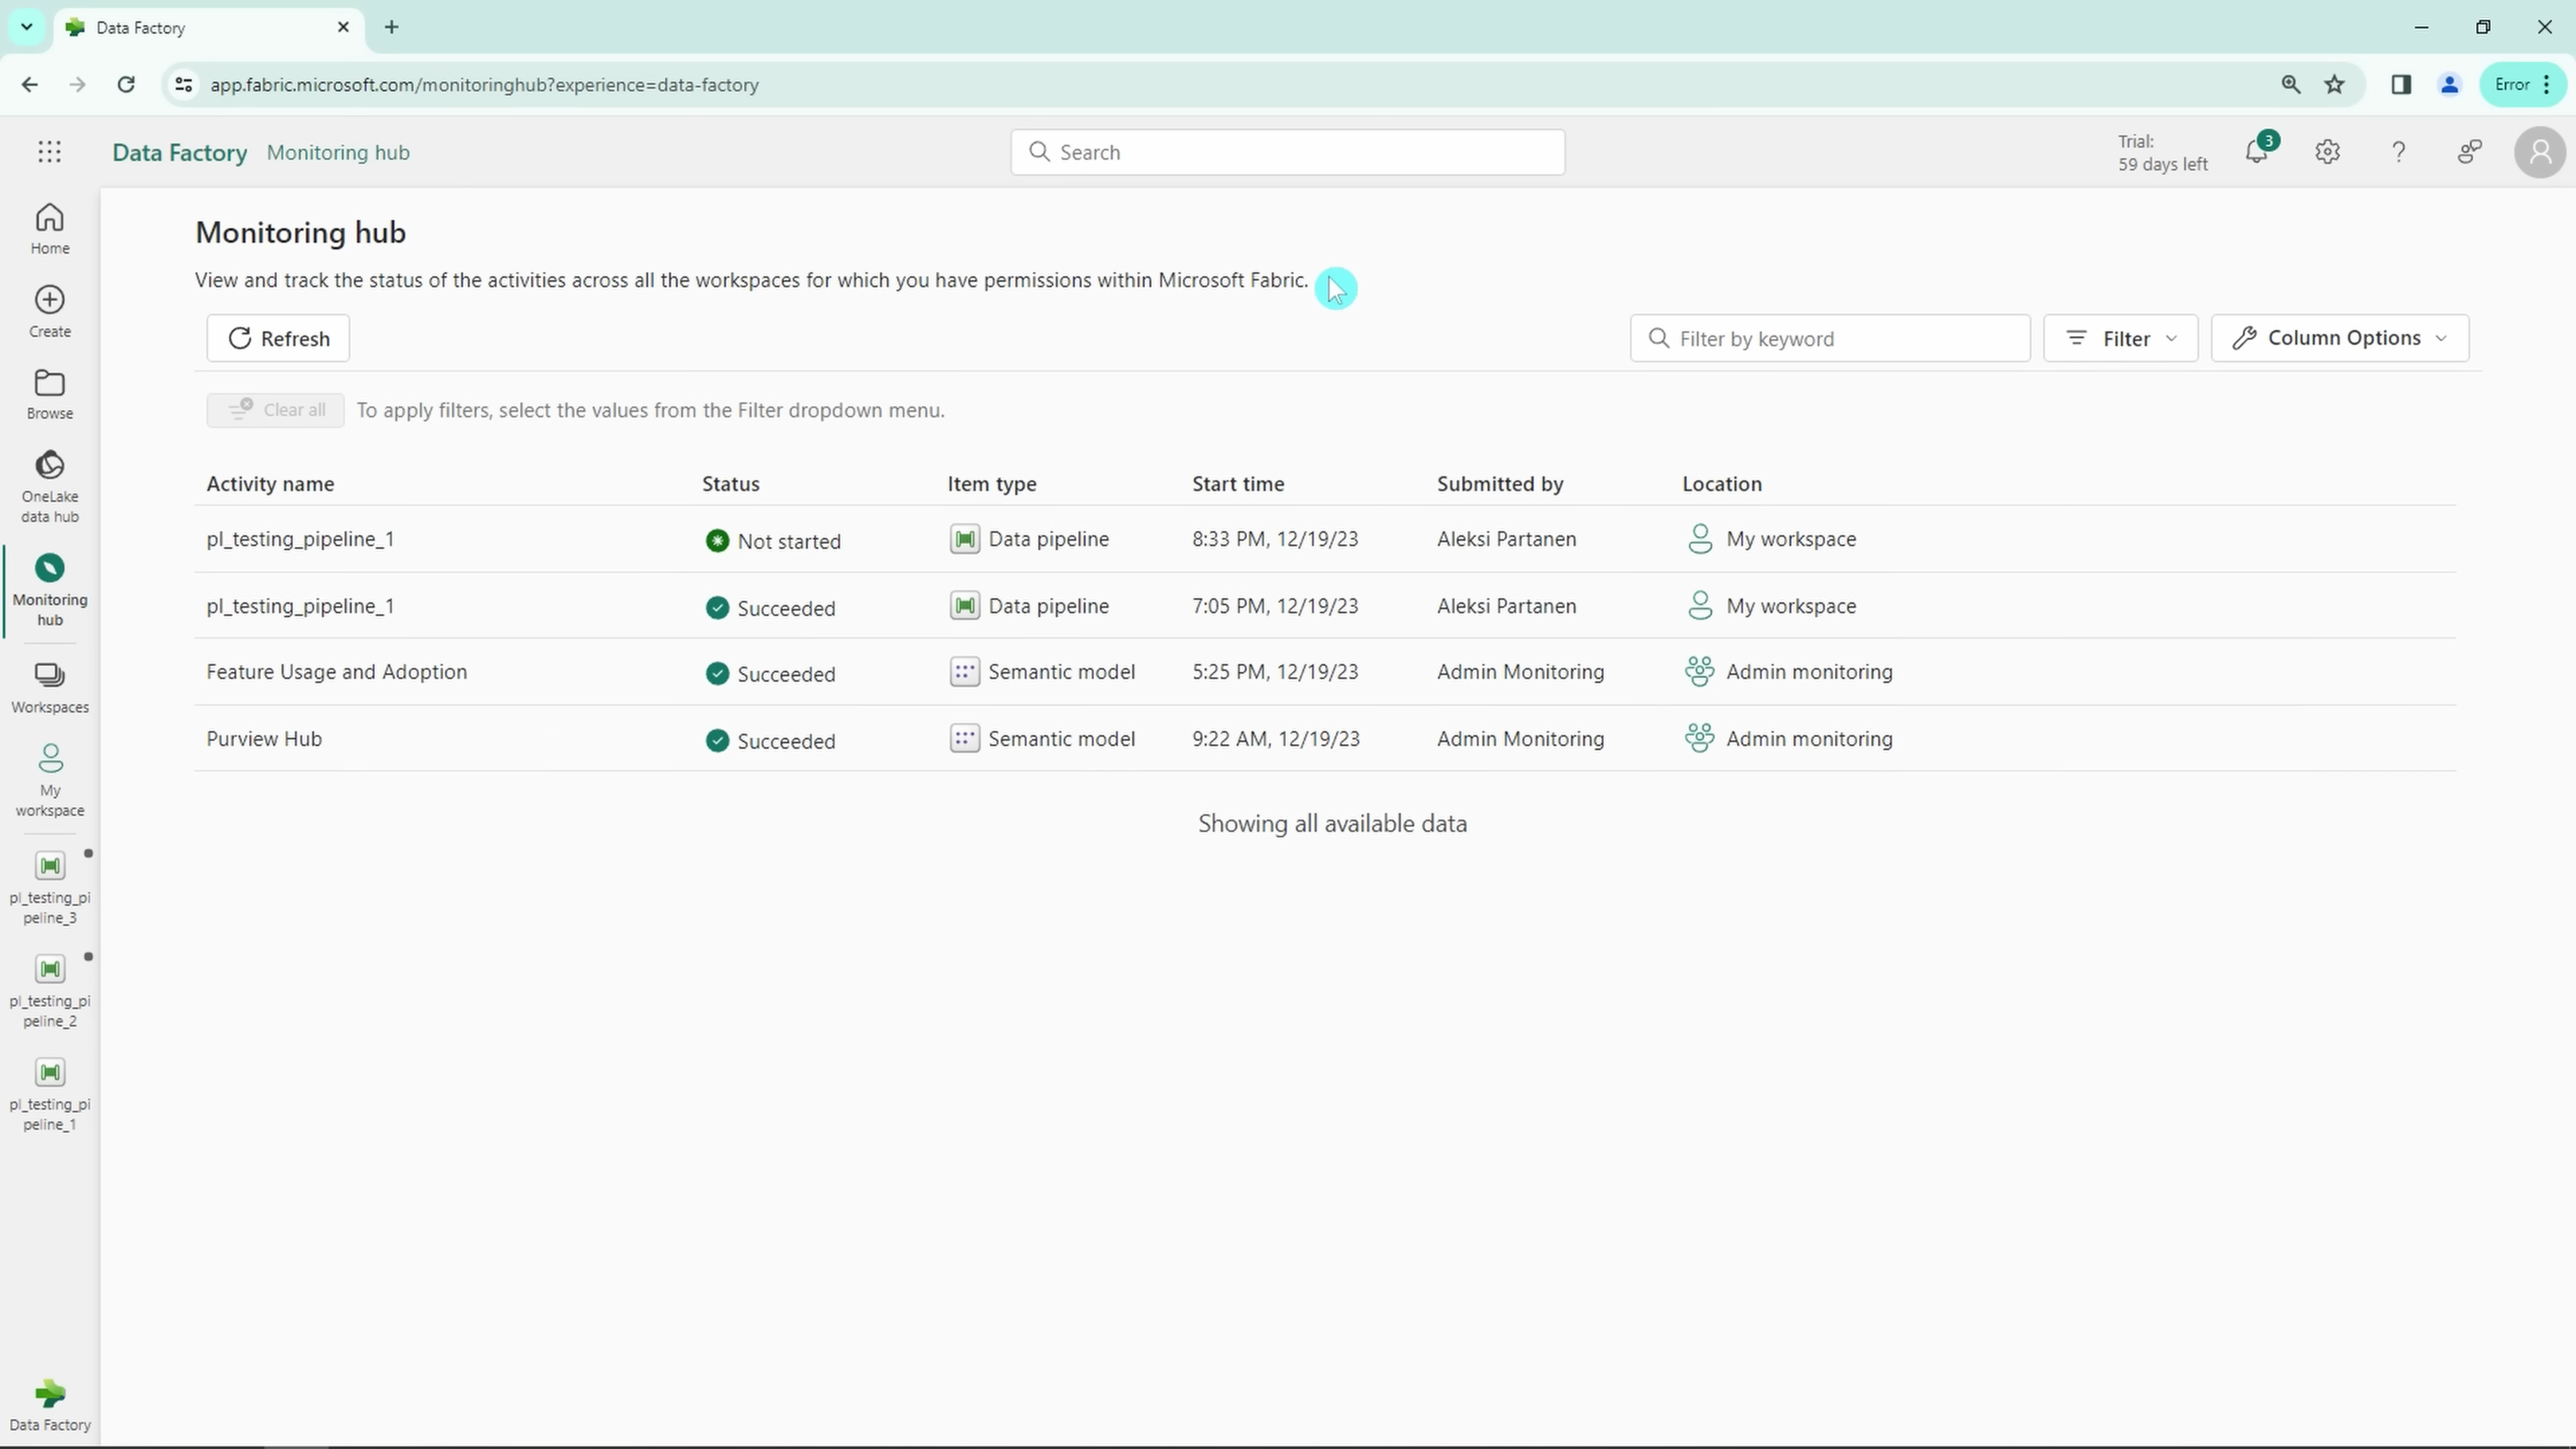 Data Factory
app.fabric.microsoft.com/monitoringhub?experience=data-factory
Error
Data Factory Monitoring hub
Search
Trial:
59 days left
3
Home
Create
Browse
OneLake
data hub
Monitoring
hub
Workspaces
My
workspace
pl_testing_pi
peline_3
pl_testing_pi
peline_2
pl_testing_pi
peline_1
Data Factory
Monitoring hub
View and track the status of the activities across all the workspaces for which you have permissions within Microsoft Fabric.
Refresh
Filter by keyword
Filter
Column Options
Clear all
To apply filters, select the values from the Filter dropdown menu.
Activity name Status Item type Start time Submitted by Location
pl_testing_pipeline_1 Not started Data pipeline 8:33 PM, 12/19/23 Aleksi Partanen My workspace
pl_testing_pipeline_1 Succeeded Data pipeline 7:05 PM, 12/19/23 Aleksi Partanen My workspace
Feature Usage and Adoption Succeeded Semantic model 5:25 PM, 12/19/23 Admin Monitoring Admin monitoring
Purview Hub Succeeded Semantic model 9:22 AM, 12/19/23 Admin Monitoring Admin monitoring
Showing all available data